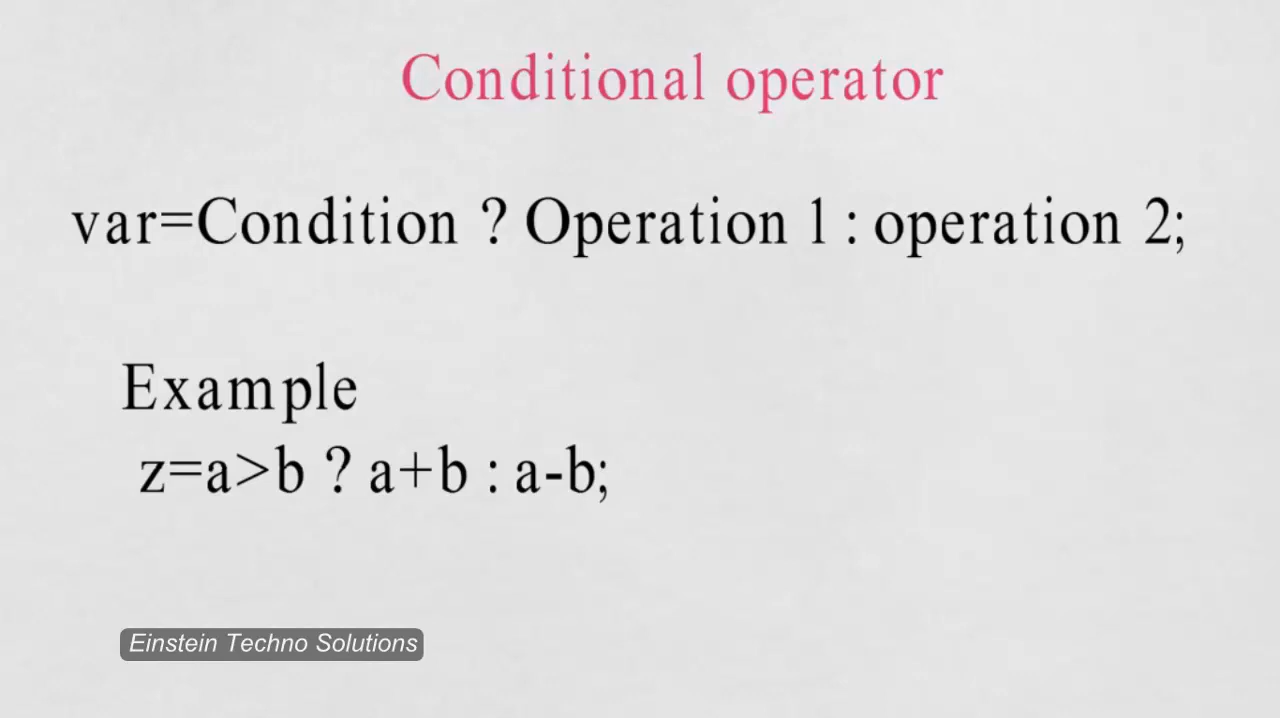 Conditional operator
var=Condition ? Operation 1 : operation 2;
Example
z=a>b ? a+b : a-b;
Einstein Techno Solutions